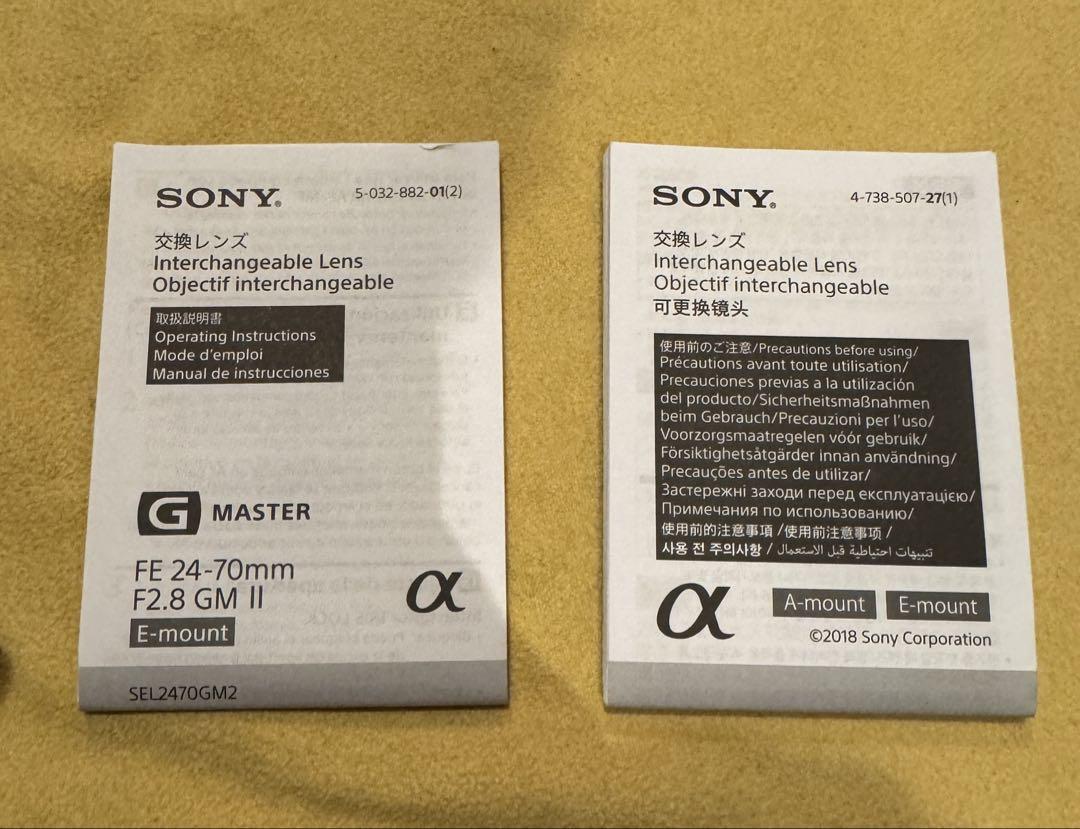 SONY®
5-032-882-01(2)
交換レンズ
Interchangeable Lens
Objectif interchangeable
取扱説明書
Operating Instructions
Mode d'emploi
Manual de instrucciones
G MASTER
FE 24-70mm
F2.8 GM II
α
E-mount
SEL2470GM2
SONY®
4-738-507-27(1)
交換レンズ
Interchangeable Lens
Objectif interchangeable
可更换镜头
使用前のご注意/Precautions before using/
Précautions avant toute utilisation/
Precauciones previas a la utilización
del producto/Sicherheitsmaßnahmen
beim Gebrauch/Precauzioni per l'uso/
Voorzorgsmaatregelen vóór gebruik/
Försiktighetsåtgärder innan användning/
Precauções antes de utilizar/
Застережні заходи перед експлуатацією/
Примечания по использованию/
使用前的注意事項 /使用前注意事项 /
사용 전 주의사항 / تنبيهات احتياطية قبل الاستعمال
α
A-mount
E-mount
©2018 Sony Corporation